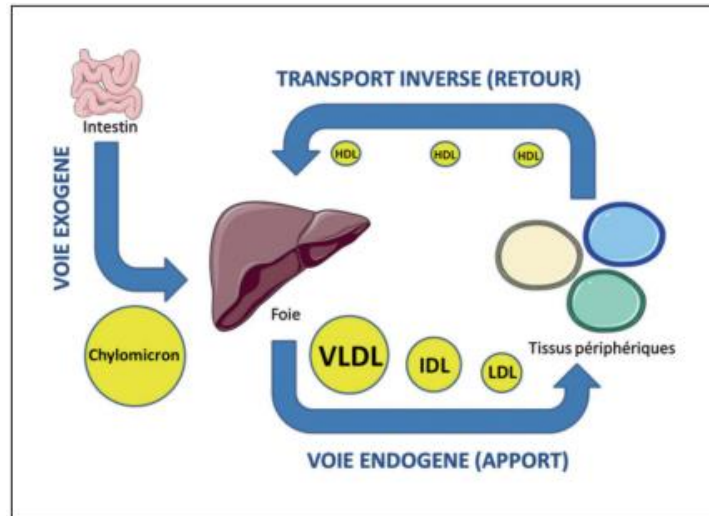 TRANSPORT INVERSE (RETOUR)
Intestin
HDL
HDL
HDL
VOIE EXOGENE
Foie
Chylomicron
VLDL
IDL
LDL
Tissus périphériques
VOIE ENDOGENE (APPORT)